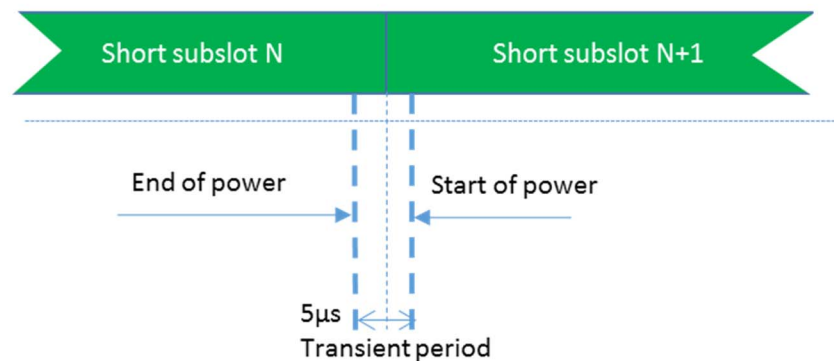 Short subslot N
Short subslot N+1
End of power
Start of power
5µs
Transient period